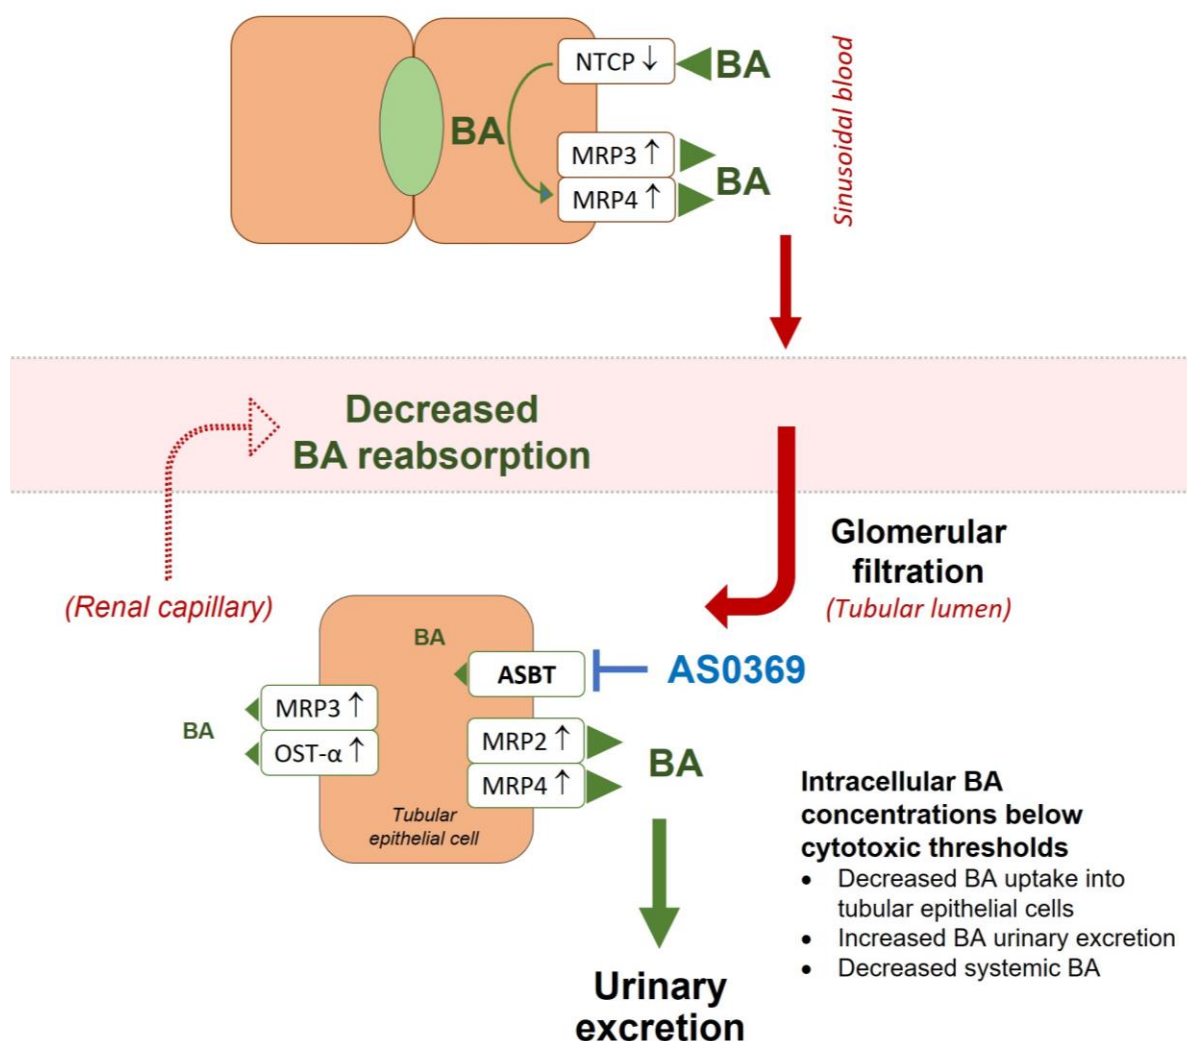 NTCP ↓
BA
BA
MRP3 ↑
MRP4 ↑
BA
Sinusoidal blood
Decreased
BA reabsorption
Glomerular
filtration
(Tubular lumen)
(Renal capillary)
BA
ASBT
AS0369
MRP3 ↑
OST-α ↑
BA
MRP2 ↑
MRP4 ↑
BA
Tubular
epithelial cell
Intracellular BA
concentrations below
cytotoxic thresholds
• Decreased BA uptake into
tubular epithelial cells
• Increased BA urinary excretion
• Decreased systemic BA
Urinary
excretion